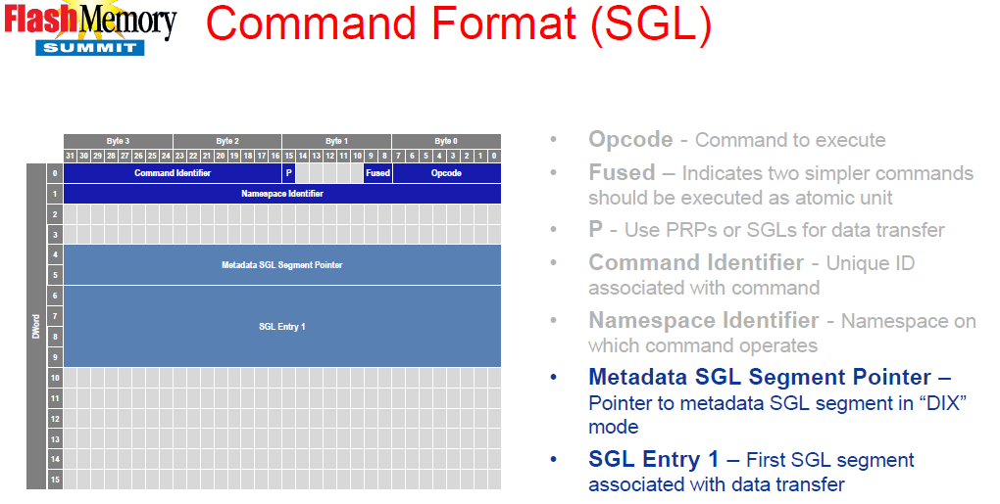 FlashMemory
SUMMIT
Command Format (SGL)
Byte 3 Byte 2 Byte 1 Byte 0
31 30 29 28 27 26 25 24 23 22 21 20 19 18 17 16 15 14 13 12 11 10 9 8 7 6 5 4 3 2 1 0
DWord
0 Command Identifier P Fused Opcode
1 Namespace Identifier
2
3
4
Metadata SGL Segment Pointer
5
6
7
SGL Entry 1
8
9
10
11
12
13
14
15
• Opcode - Command to execute
• Fused – Indicates two simpler commands
should be executed as atomic unit
• P - Use PRPs or SGLs for data transfer
• Command Identifier - Unique ID
associated with command
• Namespace Identifier - Namespace on
which command operates
• Metadata SGL Segment Pointer –
Pointer to metadata SGL segment in “DIX”
mode
• SGL Entry 1 – First SGL segment
associated with data transfer